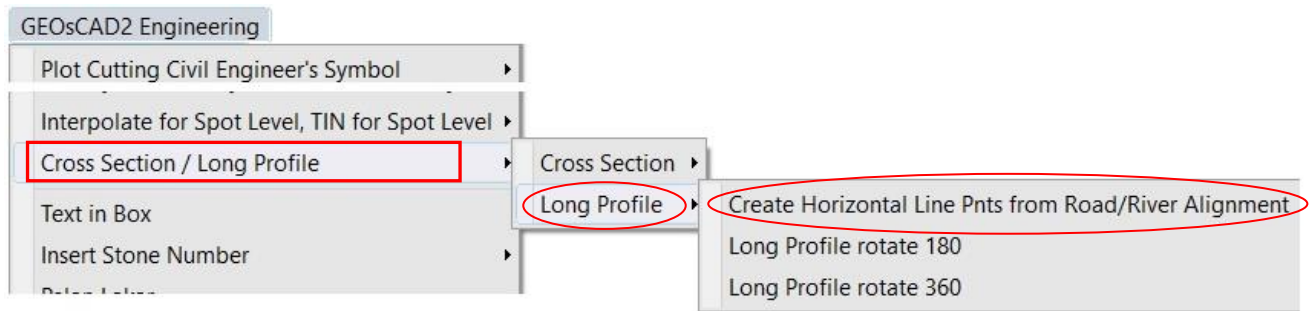 GEOsCAD2 Engineering
Plot Cutting Civil Engineer's Symbol
Interpolate for Spot Level, TIN for Spot Level
Cross Section / Long Profile
Cross Section
Long Profile
Create Horizontal Line Pnts from Road/River Alignment
Text in Box
Long Profile rotate 180
Insert Stone Number
Long Profile rotate 360